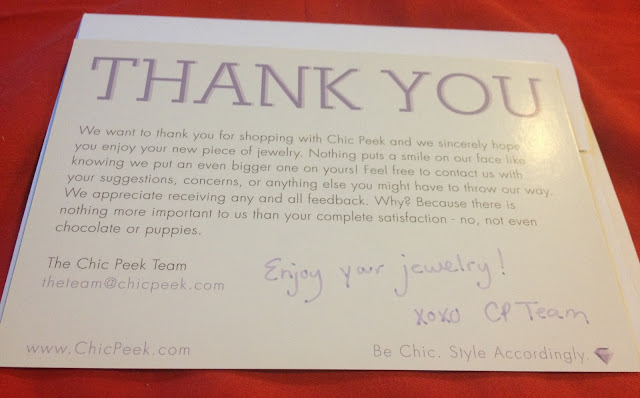 THANK YOU
We want to thank you for shopping with Chic Peek and we sincerely hope
you enjoy your new piece of jewelry. Nothing puts a smile on our face like
knowing we put an even bigger one on yours! Feel free to contact us with
your suggestions, concerns, or anything else you might have to throw our way.
We appreciate receiving any and all feedback. Why? Because there is
nothing more important to us than your complete satisfaction - no, not even
chocolate or puppies.
The Chic Peek Team
theteam@chicpeek.com
Enjoy your jewelry!
xoxo CP Team
www.ChicPeek.com
Be Chic. Style Accordingly.